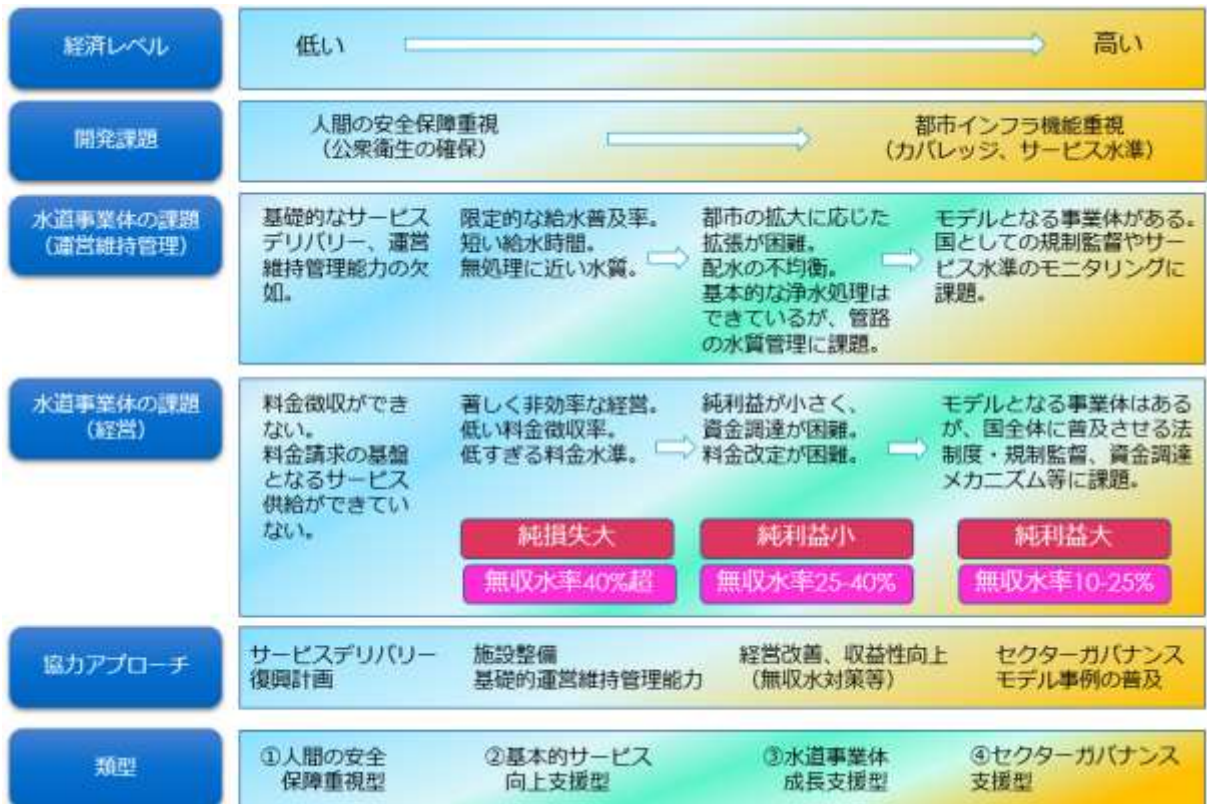 経済レベル
低い
高い
開発課題
人間の安全保障重視
(公衆衛生の確保)
都市インフラ機能重視
(カバレッジ、サービス水準)
水道事業体の課題
(運営維持管理)
基礎的なサービス
デリバリー、運営
維持管理能力の欠
如。
限定的な給水普及率。
短い給水時間。
無処理に近い水質。
都市の拡大に応じた
拡張が困難。
配水の不均衡。
基本的な浄水処理は
できているが、管路
の水質管理に課題。
モデルとなる事業体がある。
国としての規制監督やサー
ビス水準のモニタリングに
課題。
水道事業体の課題
(経営)
料金徴収ができ
ない。
料金請求の基盤
となるサービス
供給ができてい
ない。
著しく非効率な経営。
低い料金徴収率。
低すぎる料金水準。
純損失大
無収水率40%超
純利益が小さく、
資金調達が困難。
料金改定が困難。
純利益小
無収水率25-40%
モデルとなる事業体はある
が、国全体に普及させる法
制度・規制監督、資金調達
メカニズム等に課題。
純利益大
無収水率10-25%
協力アプローチ
サービスデリバリー
復興計画
施設整備
基礎的運営維持管理能力
経営改善、収益性向上
(無収水対策等)
セクターガバナンス
モデル事例の普及
類型
①人間の安全
保障重視型
②基本的サービス
向上支援型
③水道事業体
成長支援型
④セクターガバナンス
支援型